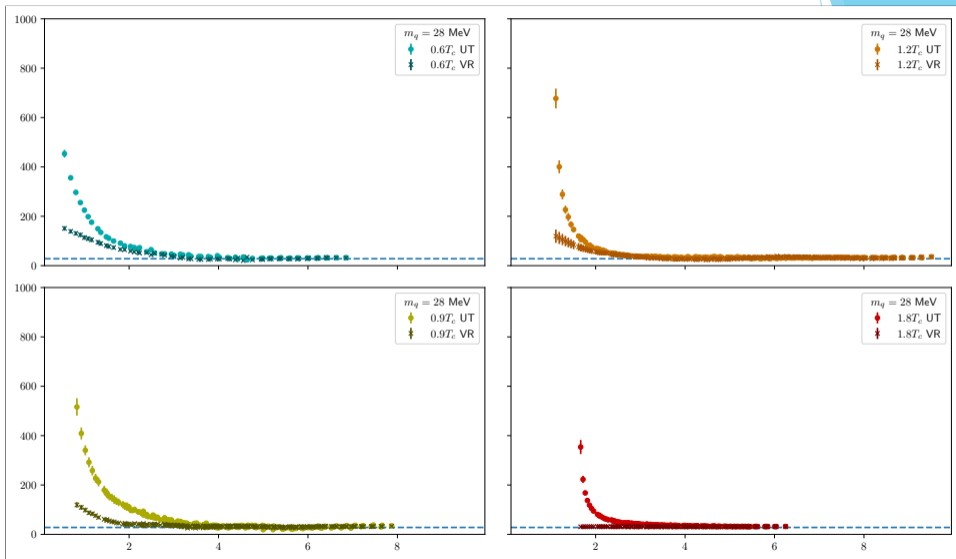 1000
800
600
400
200
0
m_q = 28 MeV
0.6T_c UT
0.6T_c VR
m_q = 28 MeV
1.2T_c UT
1.2T_c VR
1000
800
600
400
200
0
2
4
6
8
m_q = 28 MeV
0.9T_c UT
0.9T_c VR
2
4
6
8
m_q = 28 MeV
1.8T_c UT
1.8T_c VR